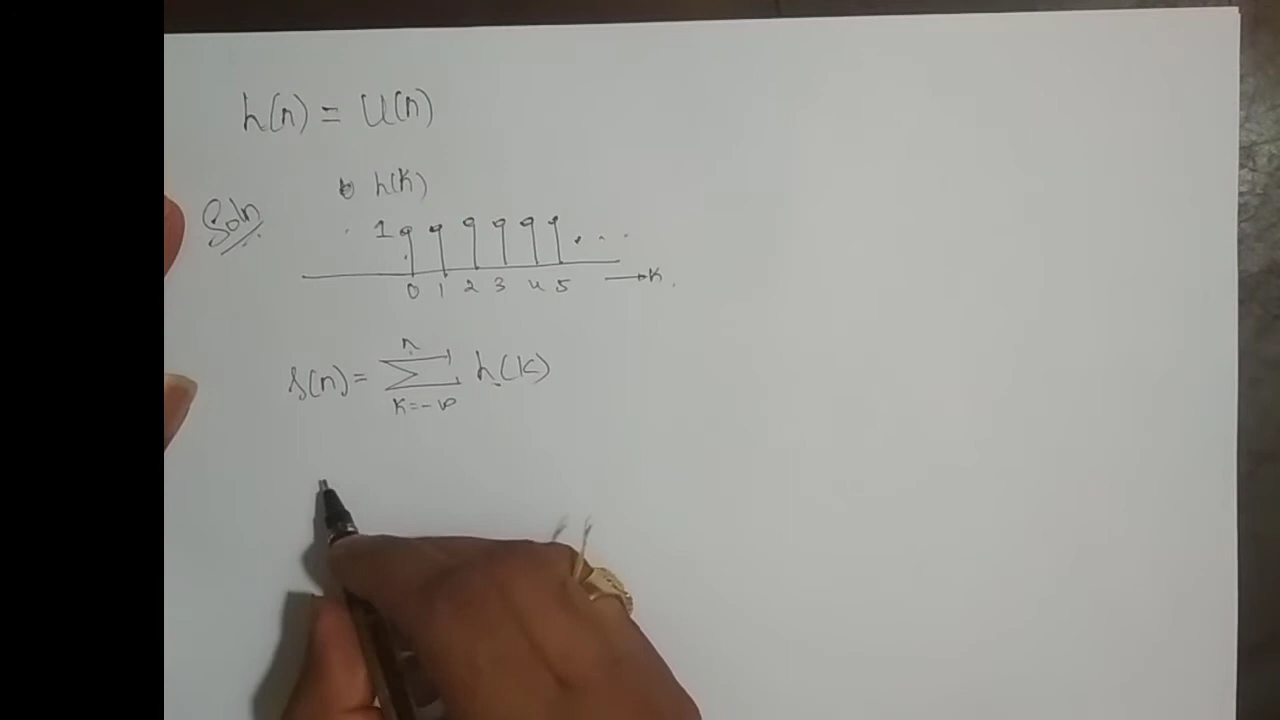 h(n) = U(n)
h(k)
Soln
1 ...
0 1 2 3 4 5 → k.
s(n) = n Σ k=-∞ h(k)